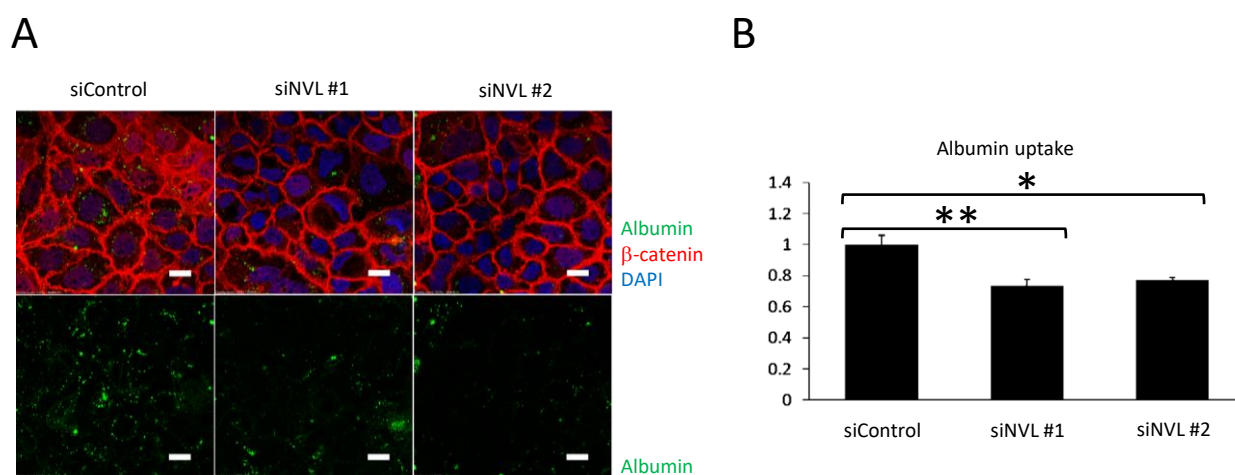 A
siControl
siNVL #1
siNVL #2
Albumin
β-catenin
DAPI
Albumin
B
Albumin uptake
1.4
1.2
1
0.8
0.6
0.4
0.2
0
*
**
siControl
siNVL #1
siNVL #2